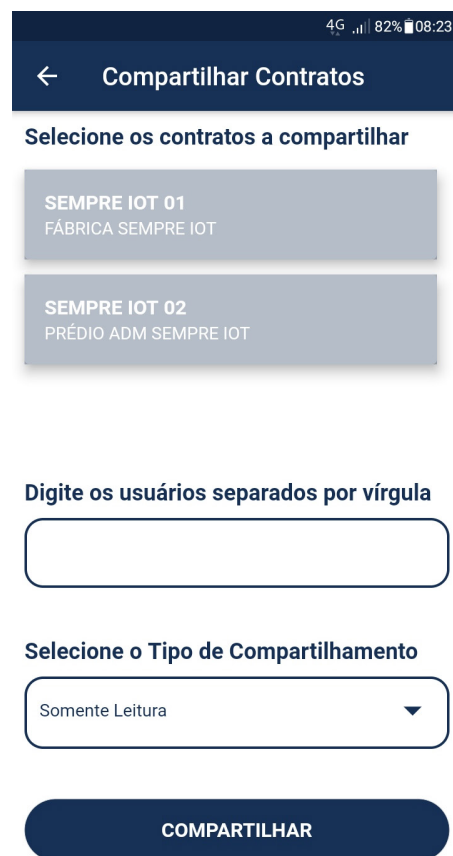 4G 82% 08:23
Compartilhar Contratos
Selecione os contratos a compartilhar
SEMPRE IOT 01
FÁBRICA SEMPRE IOT
SEMPRE IOT 02
PRÉDIO ADM SEMPRE IOT
Digite os usuários separados por vírgula
Selecione o Tipo de Compartilhamento
Somente Leitura
COMPARTILHAR